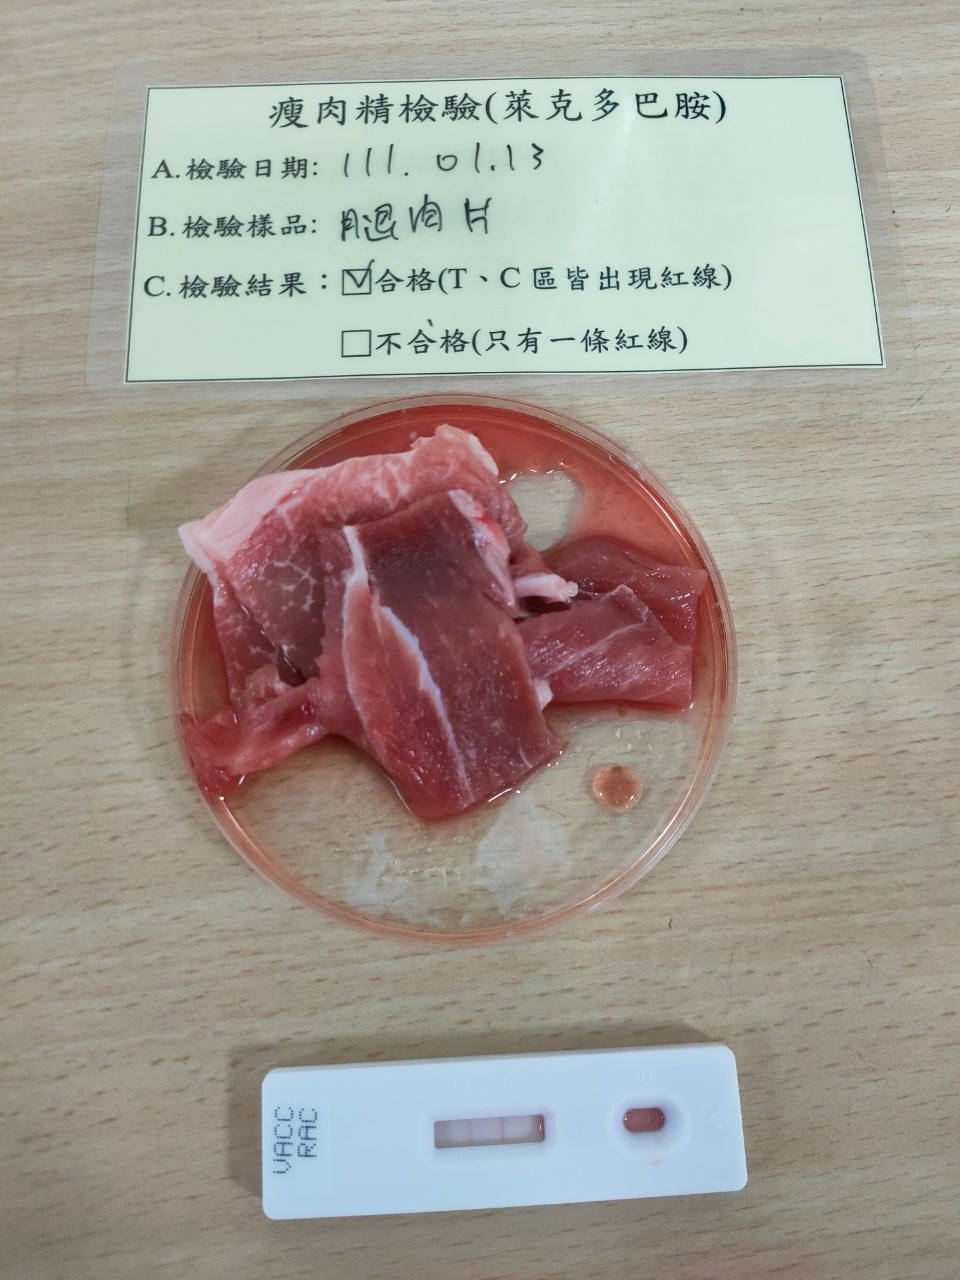 瘦肉精檢驗(萊克多巴胺)
A.檢驗日期: 111.01.13
B.檢驗樣品: 腿肉片
C.檢驗結果：☑合格(T、C區皆出現紅線)
□不合格(只有一條紅線)
VACC
RAC